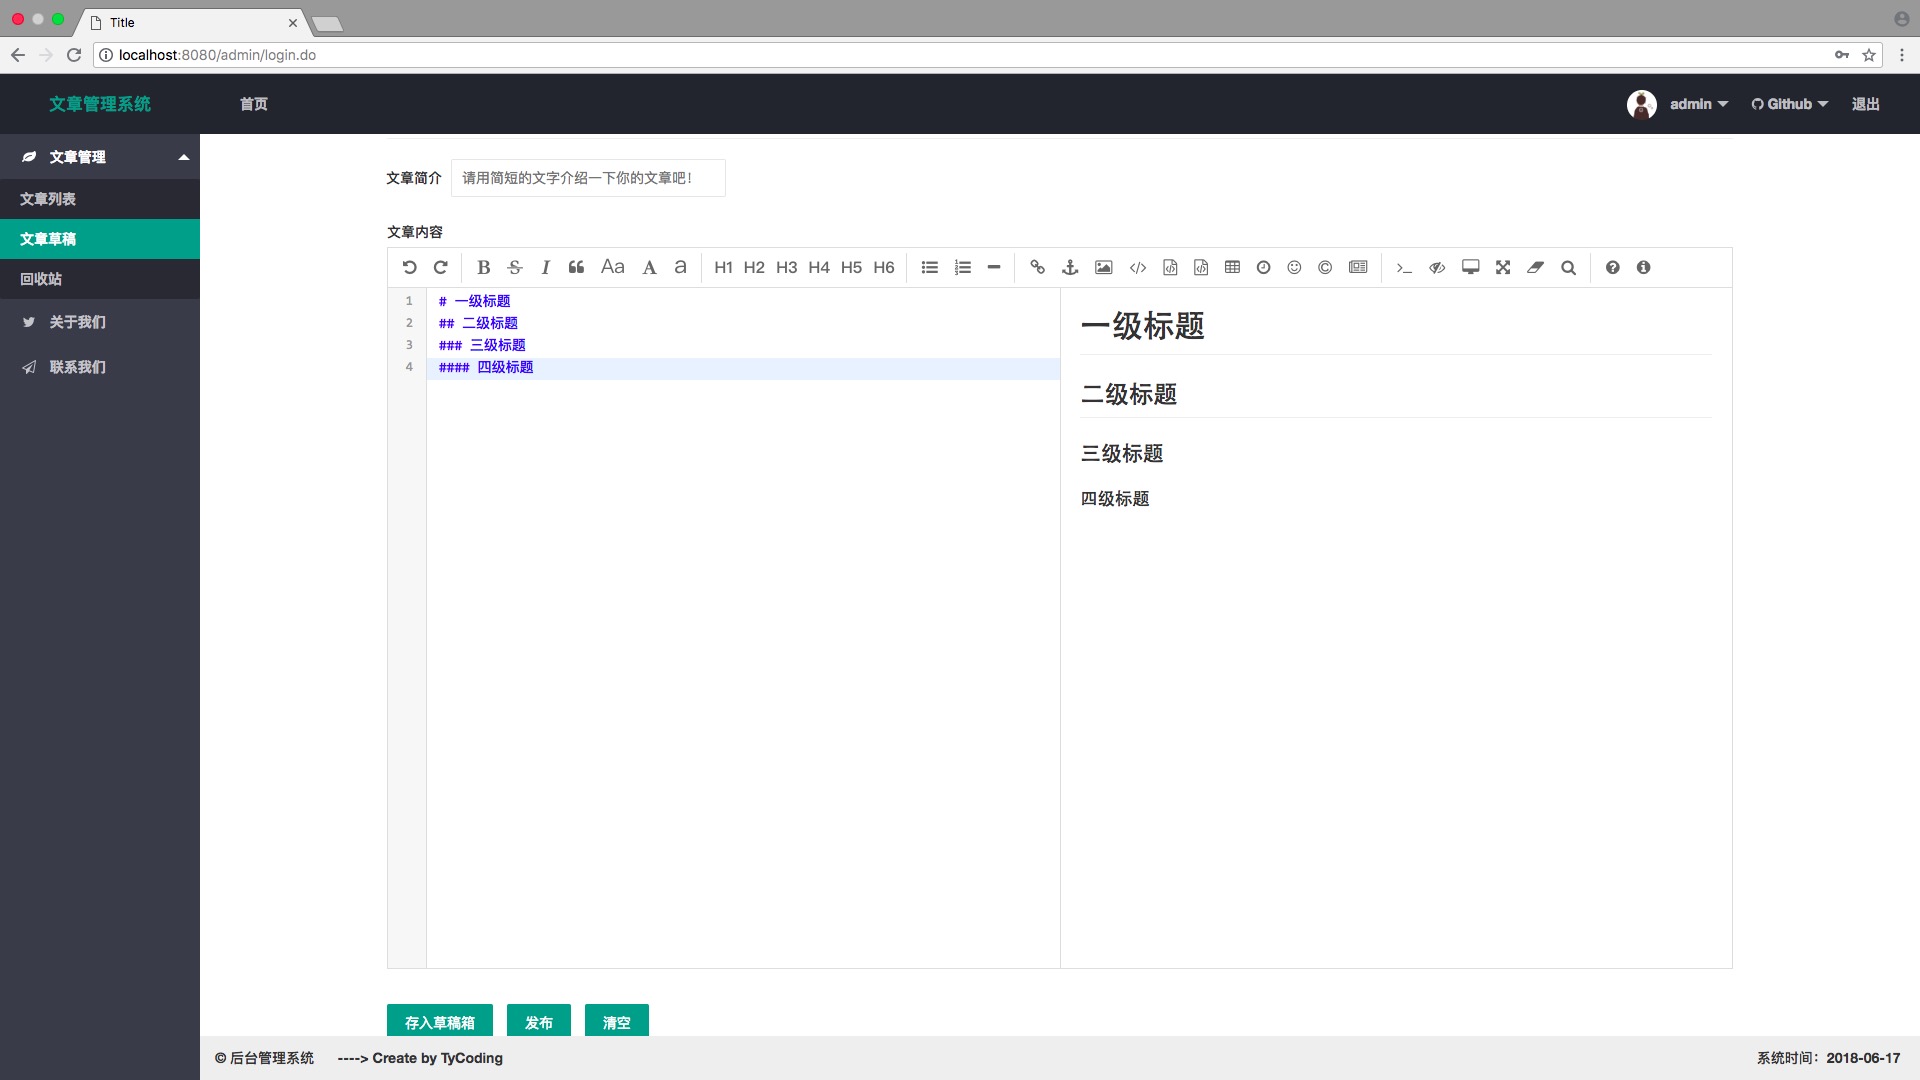 Title
localhost:8080/admin/login.do
文章管理系统 首页 admin Github 退出
文章管理
文章列表
文章草稿
回收站
关于我们
联系我们
文章简介 请用简短的文字介绍一下你的文章吧!
文章内容
B S I Aa A a H1 H2 H3 H4 H5 H6
1 # 一级标题
2 ## 二级标题
3 ### 三级标题
4 #### 四级标题
一级标题
二级标题
三级标题
四级标题
存入草稿箱 发布 清空
© 后台管理系统 ----> Create by TyCoding 系统时间：2018-06-17